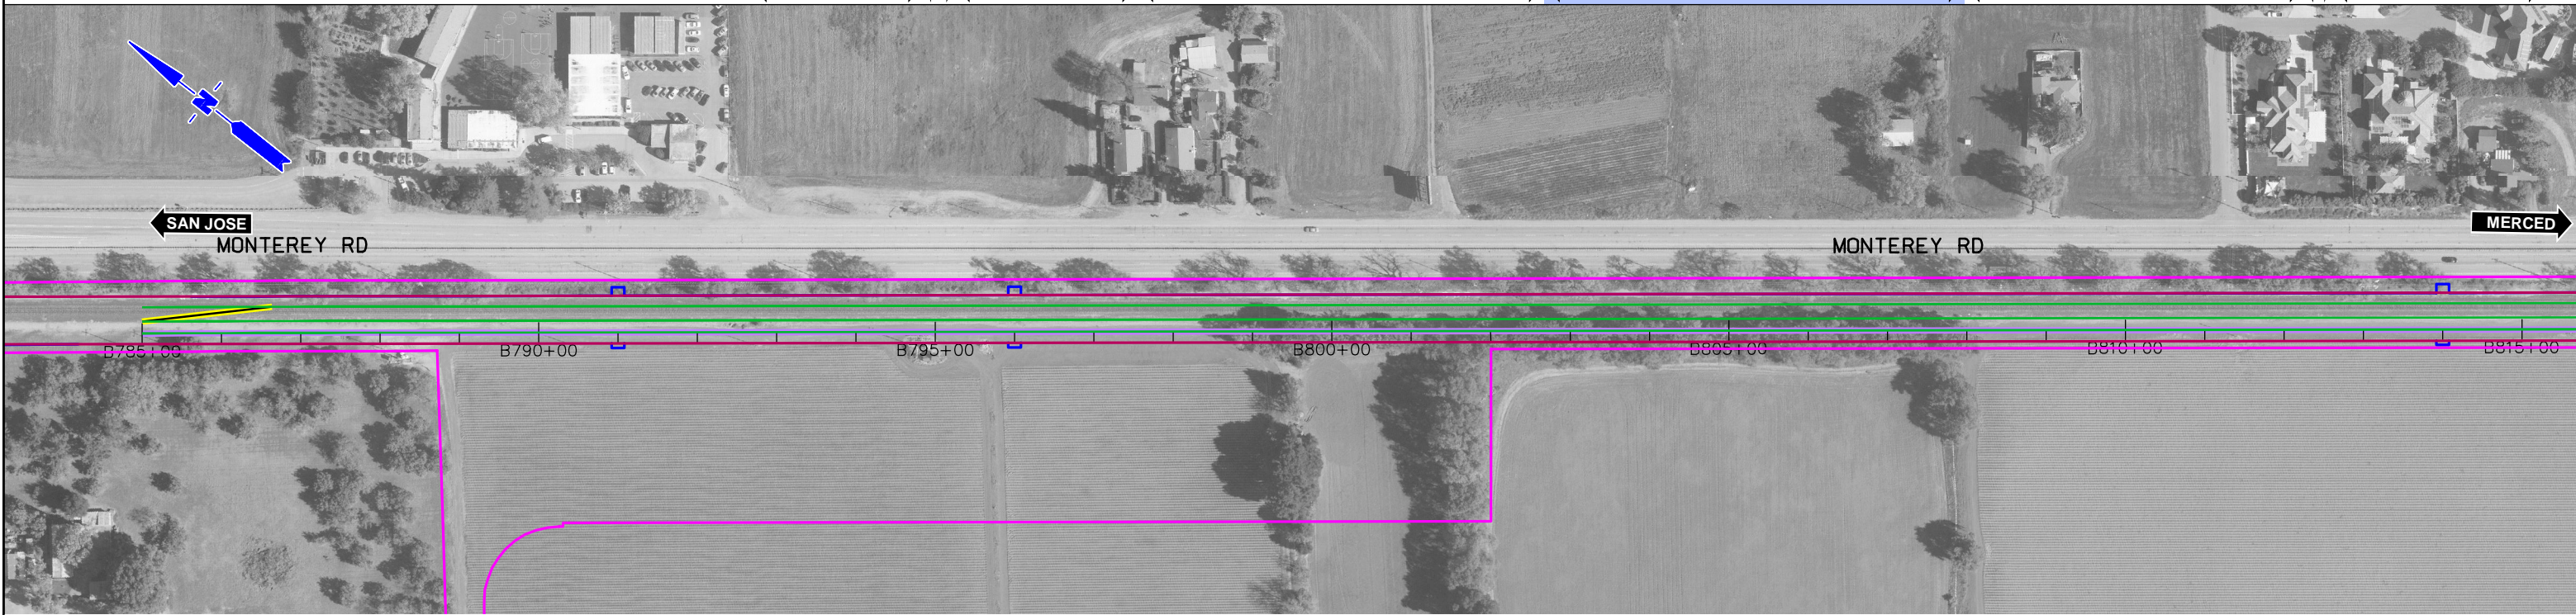 N
SAN JOSE
MERCED
MONTEREY RD
MONTEREY RD
B785+00
B790+00
B795+00
B800+00
B805+00
B810+00
B815+00